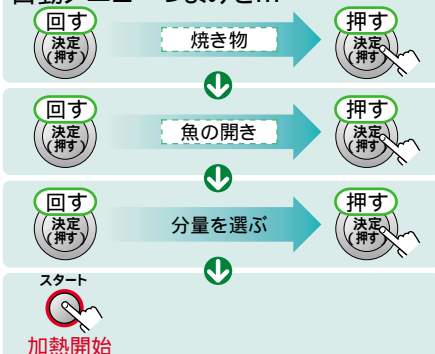 回す
決定
(押す)
焼き物
押す
決定
(押す)
回す
決定
(押す)
魚の開き
押す
決定
(押す)
回す
決定
(押す)
分量を選ぶ
押す
決定
(押す)
スタート
加熱開始